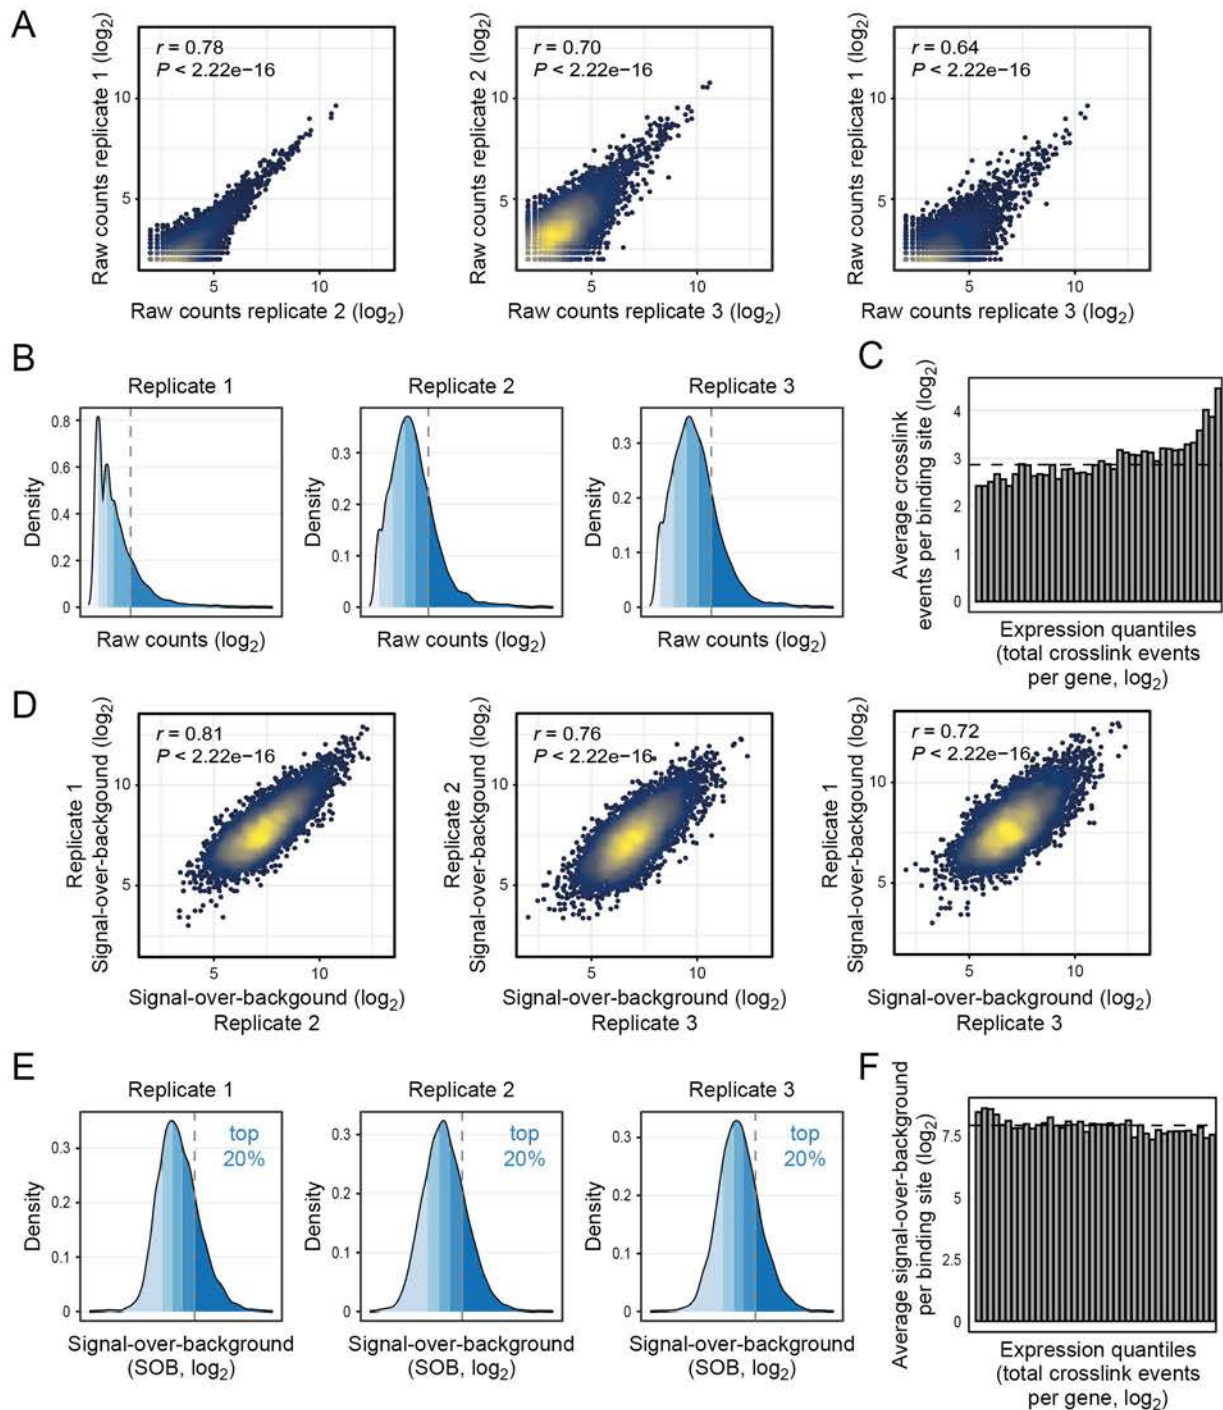 A
Raw counts replicate 1 (log2)
r = 0.78
P < 2.22e−16
10
5
5
10
Raw counts replicate 2 (log2)
Raw counts replicate 2 (log2)
r = 0.70
P < 2.22e−16
10
5
5
10
Raw counts replicate 3 (log2)
Raw counts replicate 1 (log2)
r = 0.64
P < 2.22e−16
10
5
5
10
Raw counts replicate 3 (log2)
B
Replicate 1
Density
0.8
0.6
0.4
0.2
0
Raw counts (log2)
Replicate 2
Density
0.3
0.2
0.1
0
Raw counts (log2)
Replicate 3
Density
0.3
0.2
0.1
0
Raw counts (log2)
C
Average crosslink
events per binding site (log2)
4
3
2
1
0
Expression quantiles
(total crosslink events
per gene, log2)
D
Replicate 1
Signal-over-backgound (log2)
r = 0.81
P < 2.22e−16
10
5
5
10
Signal-over-backgound (log2)
Replicate 2
Replicate 2
Signal-over-backgound (log2)
r = 0.76
P < 2.22e−16
10
5
5
10
Signal-over-backgound (log2)
Replicate 3
Replicate 1
Signal-over-backgound (log2)
r = 0.72
P < 2.22e−16
10
5
5
10
Signal-over-backgound (log2)
Replicate 3
E
Replicate 1
Density
top
20%
0.3
0.2
0.1
0
Signal-over-background
(SOB, log2)
Replicate 2
Density
0.3
0.2
0.1
0
Signal-over-background
(SOB, log2)
Replicate 3
Density
top
20%
0.3
0.2
0.1
0
Signal-over-background
(SOB, log2)
F
Average signal-over-background
per binding site (log2)
7.5
5
2.5
0
Expression quantiles
(total crosslink events
per gene, log2)